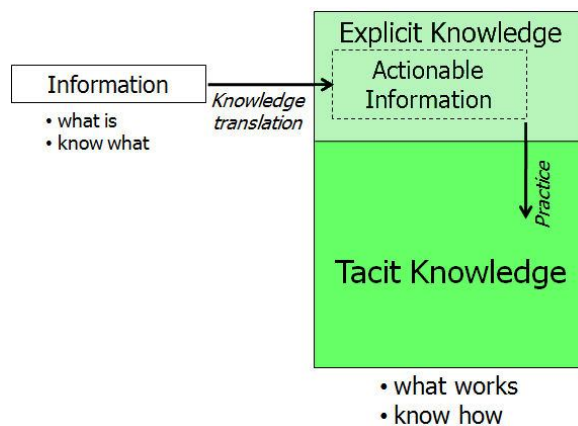 Explicit Knowledge
Actionable
Information
Information
Knowledge
translation
• what is
• know what
Practice
Tacit Knowledge
• what works
• know how